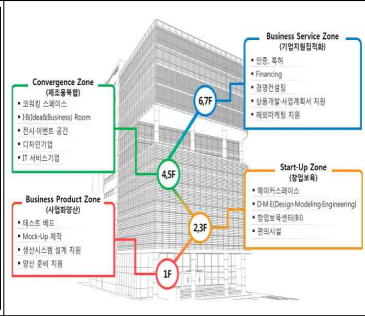 Business Service Zone
(기업지원집적화)
▪ 인증, 특허
▪ Financing
▪ 경영컨설팅
▪ 상품개발·사업계획서 지원
▪ 해외마케팅 지원
6,7F
Convergence Zone
(제조융복합)
▪ 코워킹 스페이스
▪ I·B(Idea&Business) Room
▪ 전시·이벤트 공간
▪ 디자인기업
▪ IT 서비스기업
4,5F
Start-Up Zone
(창업보육)
▪ 메이커스페이스
▪ D·M·E(Design·Modeling·Engineering)
▪ 창업보육센터(BI)
▪ 편의시설
2,3F
Business Product Zone
(사업화양산)
▪ 테스트 베드
▪ Mock-Up 제작
▪ 생산시스템 설계 지원
▪ 양산 준비 지원
1F